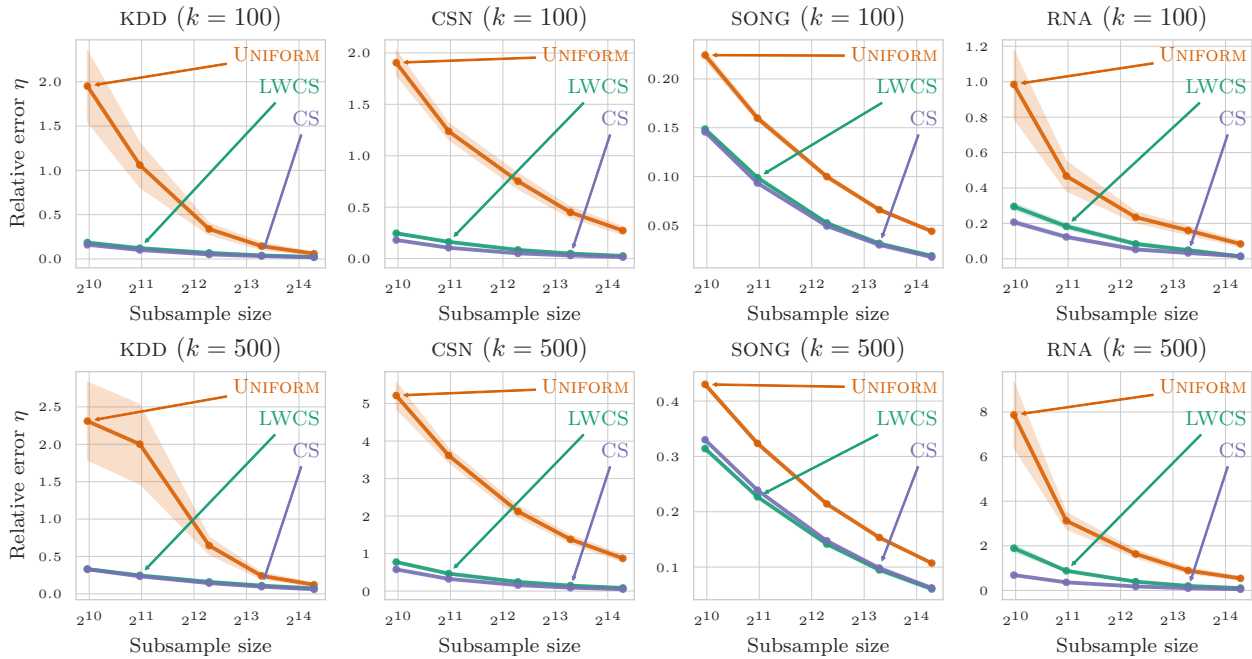 KDD (k = 100)
CSN (k = 100)
SONG (k = 100)
RNA (k = 100)
Relative error η
2.0
1.5
1.0
0.5
0.0
UNIFORM
LWCS
CS
2^10 2^11 2^12 2^13 2^14
Subsample size
2.0
1.5
1.0
0.5
0.0
UNIFORM
LWCS
CS
2^10 2^11 2^12 2^13 2^14
Subsample size
0.20
0.15
0.10
0.05
UNIFORM
LWCS
CS
2^10 2^11 2^12 2^13 2^14
Subsample size
1.2
1.0
0.8
0.6
0.4
0.2
0.0
UNIFORM
LWCS
CS
2^10 2^11 2^12 2^13 2^14
Subsample size
KDD (k = 500)
CSN (k = 500)
SONG (k = 500)
RNA (k = 500)
Relative error η
2.5
2.0
1.5
1.0
0.5
0.0
UNIFORM
LWCS
CS
2^10 2^11 2^12 2^13 2^14
Subsample size
5
4
3
2
1
0
UNIFORM
LWCS
CS
2^10 2^11 2^12 2^13 2^14
Subsample size
0.4
0.3
0.2
0.1
UNIFORM
LWCS
CS
2^10 2^11 2^12 2^13 2^14
Subsample size
8
6
4
2
0
UNIFORM
LWCS
CS
2^10 2^11 2^12 2^13 2^14
Subsample size